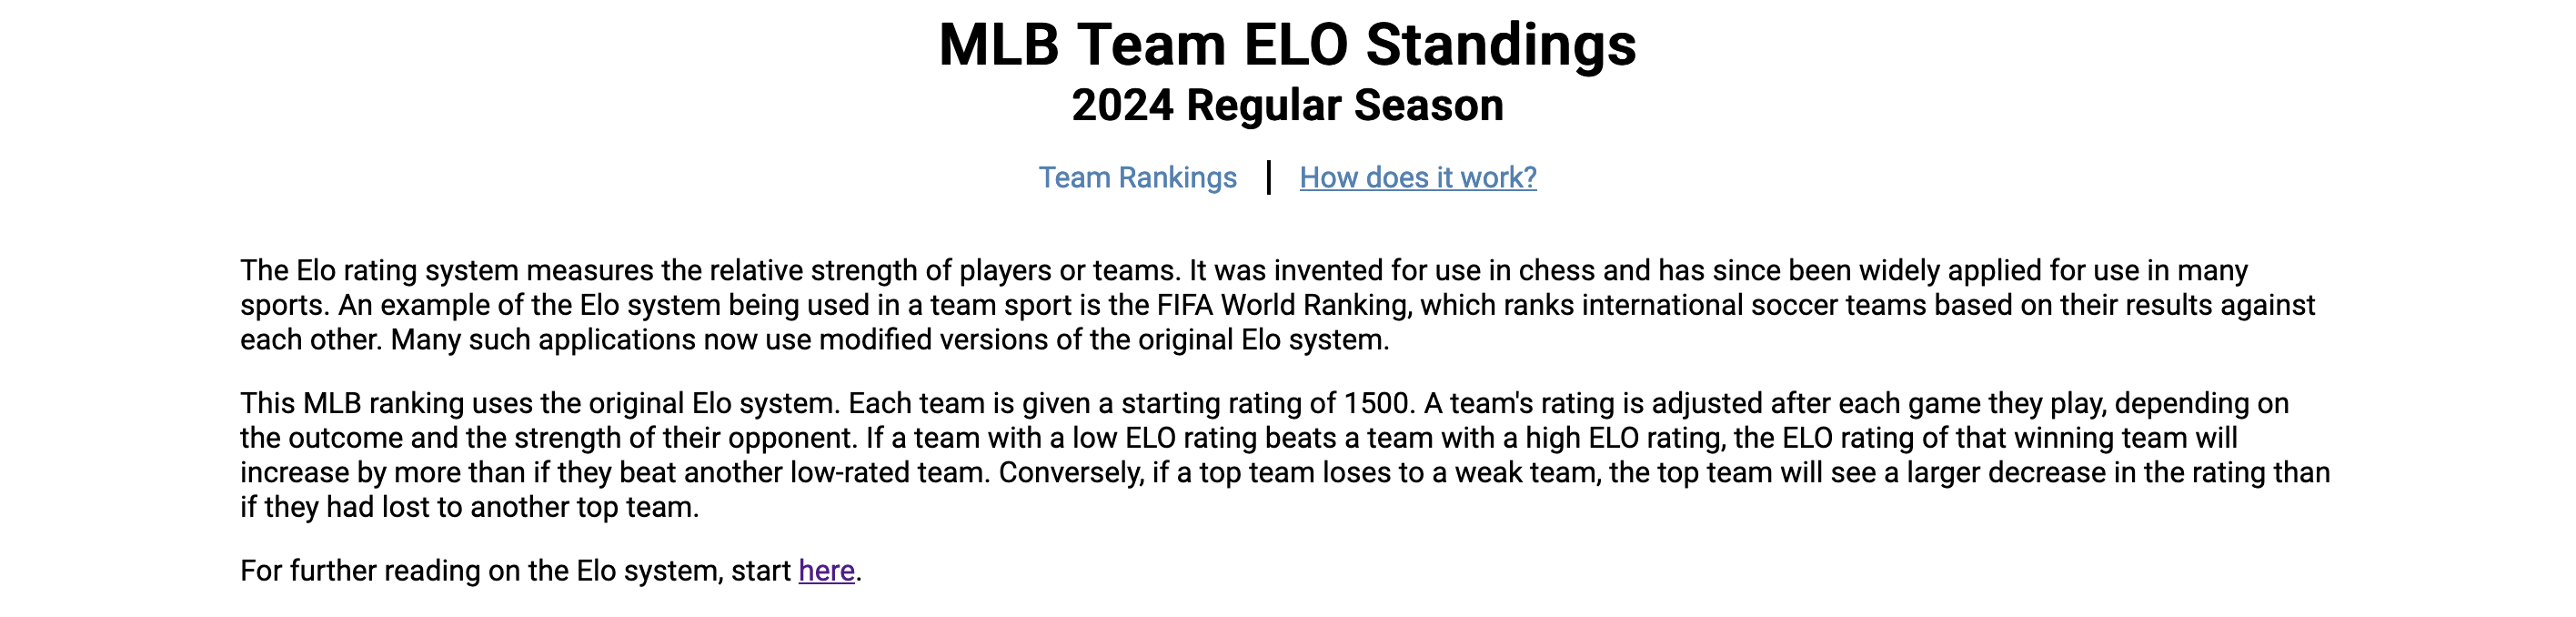 MLB Team ELO Standings
2024 Regular Season
Team Rankings | How does it work?
The Elo rating system measures the relative strength of players or teams. It was invented for use in chess and has since been widely applied for use in many
sports. An example of the Elo system being used in a team sport is the FIFA World Ranking, which ranks international soccer teams based on their results against
each other. Many such applications now use modified versions of the original Elo system.
This MLB ranking uses the original Elo system. Each team is given a starting rating of 1500. A team's rating is adjusted after each game they play, depending on
the outcome and the strength of their opponent. If a team with a low ELO rating beats a team with a high ELO rating, the ELO rating of that winning team will
increase by more than if they beat another low-rated team. Conversely, if a top team loses to a weak team, the top team will see a larger decrease in the rating than
if they had lost to another top team.
For further reading on the Elo system, start here.